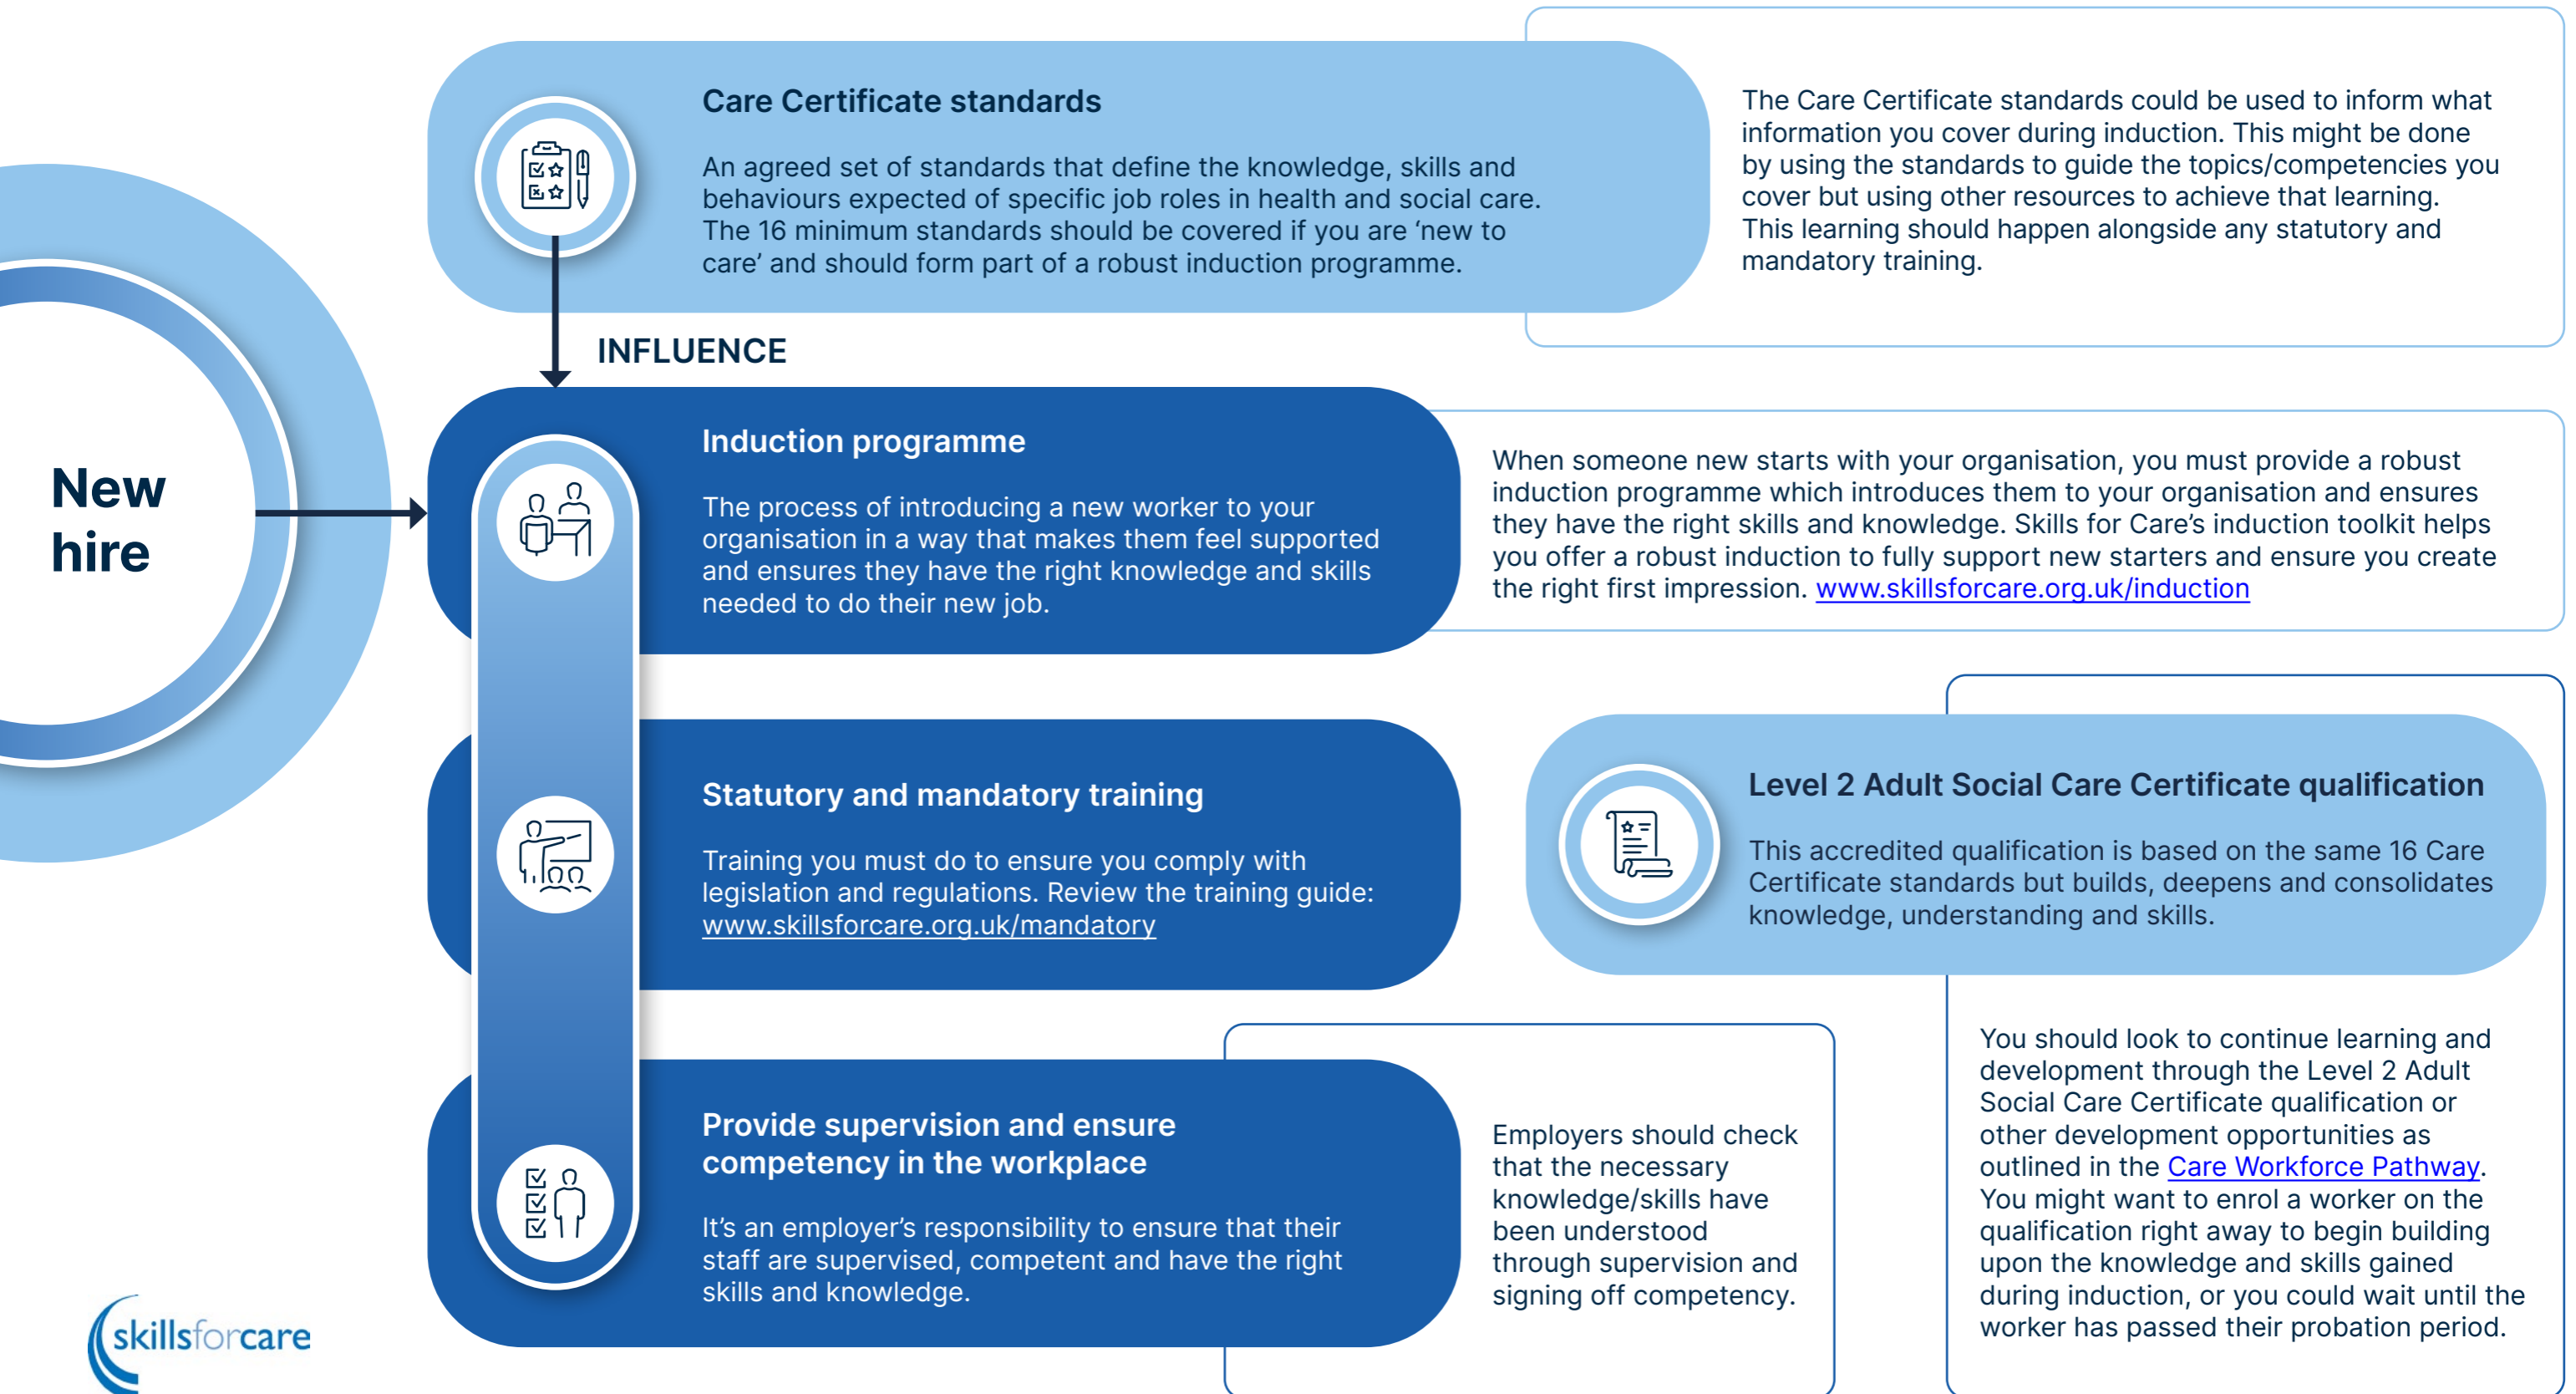 Care Certificate standards
An agreed set of standards that define the knowledge, skills and
behaviours expected of specific job roles in health and social care.
The 16 minimum standards should be covered if you are ‘new to
care’ and should form part of a robust induction programme.
The Care Certificate standards could be used to inform what
information you cover during induction. This might be done
by using the standards to guide the topics/competencies you
cover but using other resources to achieve that learning.
This learning should happen alongside any statutory and
mandatory training.
INFLUENCE
New
hire
Induction programme
The process of introducing a new worker to your
organisation in a way that makes them feel supported
and ensures they have the right knowledge and skills
needed to do their new job.
When someone new starts with your organisation, you must provide a robust
induction programme which introduces them to your organisation and ensures
they have the right skills and knowledge. Skills for Care’s induction toolkit helps
you offer a robust induction to fully support new starters and ensure you create
the right first impression. www.skillsforcare.org.uk/induction
Statutory and mandatory training
Training you must do to ensure you comply with
legislation and regulations. Review the training guide:
www.skillsforcare.org.uk/mandatory
Level 2 Adult Social Care Certificate qualification
This accredited qualification is based on the same 16 Care
Certificate standards but builds, deepens and consolidates
knowledge, understanding and skills.
Provide supervision and ensure
competency in the workplace
It’s an employer’s responsibility to ensure that their
staff are supervised, competent and have the right
skills and knowledge.
Employers should check
that the necessary
knowledge/skills have
been understood
through supervision and
signing off competency.
You should look to continue learning and
development through the Level 2 Adult
Social Care Certificate qualification or
other development opportunities as
outlined in the Care Workforce Pathway.
You might want to enrol a worker on the
qualification right away to begin building
upon the knowledge and skills gained
during induction, or you could wait until the
worker has passed their probation period.
skillsforcare